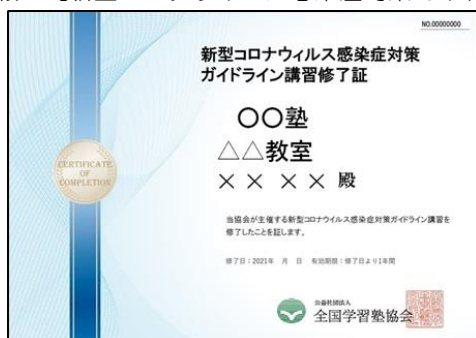 NO.00000000
新型コロナウィルス感染症対策
ガイドライン講習修了証
〇〇塾
△△教室
× × × × 殿
CERTIFICATE
OF
COMPLETION
当協会が主催する新型コロナウィルス感染症対策ガイドライン講習を
修了したことを証します。
修了日：2021年　月　日　有効期限：修了日より1年間
公益社団法人
全国学習塾協会